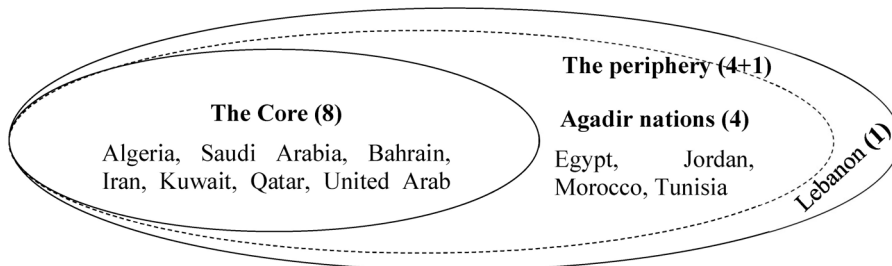 The periphery (4+1)
The Core (8)
Algeria, Saudi Arabia, Bahrain,
Iran, Kuwait, Qatar, United Arab
Agadir nations (4)
Egypt, Jordan,
Morocco, Tunisia
Lebanon (1)